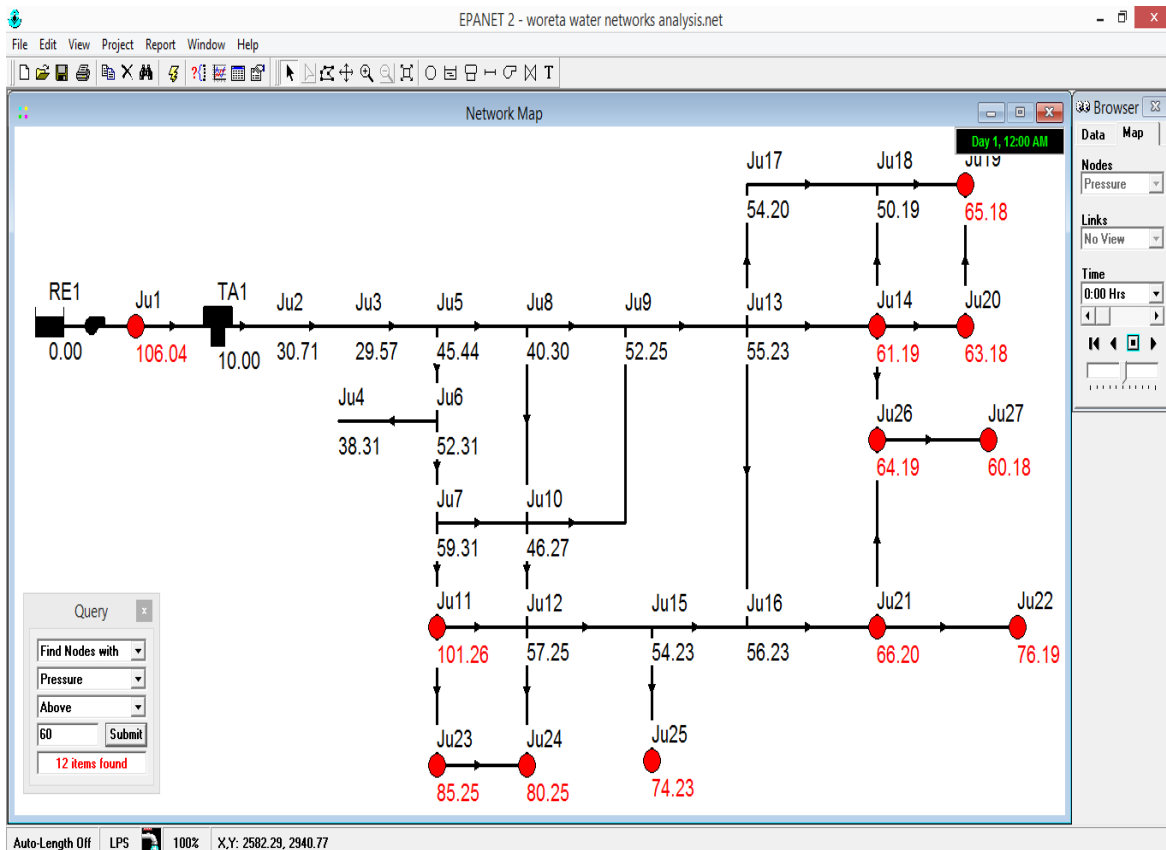 EPANET 2 - woreta water networks analysis.net
File Edit View Project Report Window Help
Network Map
Day 1, 12:00 AM
Browser
Data Map
Nodes
Pressure
Links
No View
Time
0:00 Hrs
Ju17 Ju18 Ju19
54.20 50.19 65.18
RE1 Ju1 TA1 Ju2 Ju3 Ju5 Ju8 Ju9 Ju13 Ju14 Ju20
0.00 106.04 10.00 30.71 29.57 45.44 40.30 52.25 55.23 61.19 63.18
Ju4 Ju6 Ju26 Ju27
38.31 52.31 64.19 60.18
Ju7 Ju10
59.31 46.27
Ju11 Ju12 Ju15 Ju16 Ju21 Ju22
101.26 57.25 54.23 56.23 66.20 76.19
Ju23 Ju24 Ju25
85.25 80.25 74.23
Query
Find Nodes with
Pressure
Above
60 Submit
12 items found
Auto-Length Off LPS 100% X,Y: 2582.29, 2940.77